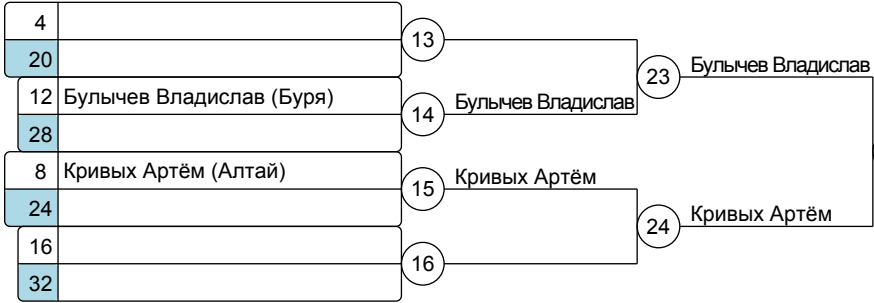 4
13
20
23 Булычев Владислав
12 Булычев Владислав (Буря)
14 Булычев Владислав
28
8 Кривых Артём (Алтай)
15 Кривых Артём
24
24 Кривых Артём
16
16
32